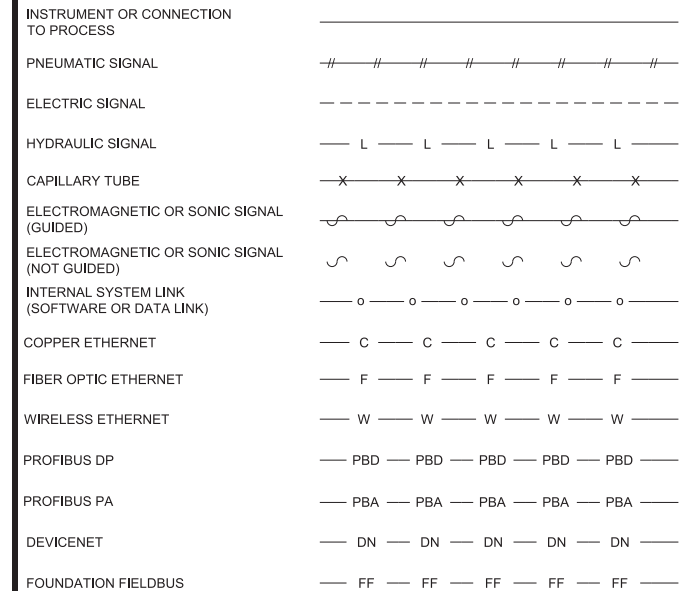 INSTRUMENT OR CONNECTION
TO PROCESS
PNEUMATIC SIGNAL // // // // // // // //
ELECTRIC SIGNAL
HYDRAULIC SIGNAL L L L L L
CAPILLARY TUBE X X X X X X
ELECTROMAGNETIC OR SONIC SIGNAL
(GUIDED)
ELECTROMAGNETIC OR SONIC SIGNAL
(NOT GUIDED)
INTERNAL SYSTEM LINK
(SOFTWARE OR DATA LINK) o o o o o o
COPPER ETHERNET C C C C C
FIBER OPTIC ETHERNET F F F F F
WIRELESS ETHERNET W W W W W
PROFIBUS DP PBD PBD PBD PBD PBD
PROFIBUS PA PBA PBA PBA PBA PBA
DEVICENET DN DN DN DN DN
FOUNDATION FIELDBUS FF FF FF FF FF